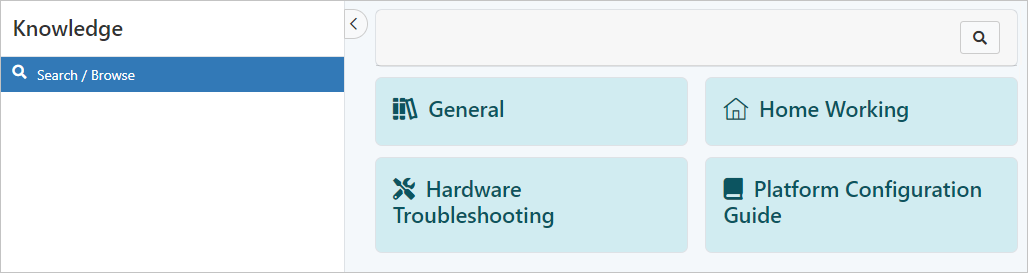 Knowledge
Search / Browse
General
Home Working
Hardware
Troubleshooting
Platform Configuration
Guide